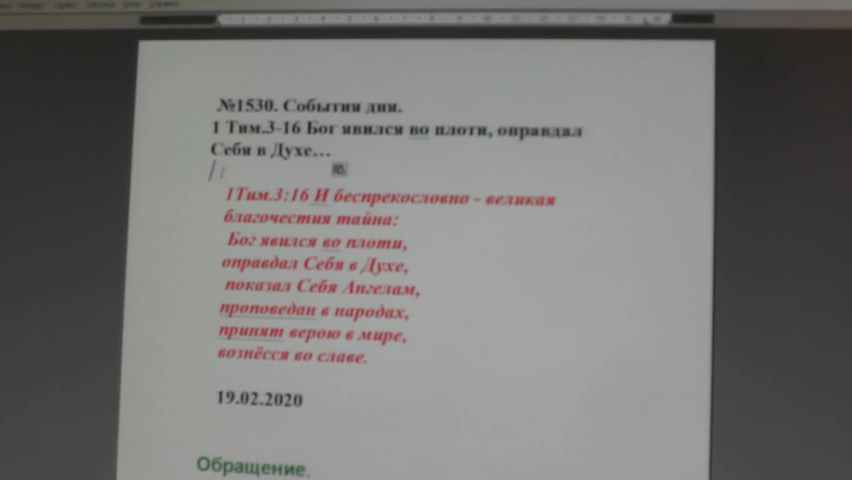 №1530. События дня.
1 Тим.3-16 Бог явился во плоти, оправдал
Себя в Духе...
1Тим.3:16 И беспрекословно - великая
благочестия тайна:
Бог явился во плоти,
оправдал Себя в Духе,
показал Себя Ангелам,
проповедан в народах,
принят верою в мире,
вознёсся во славе.
19.02.2020
Обращение.